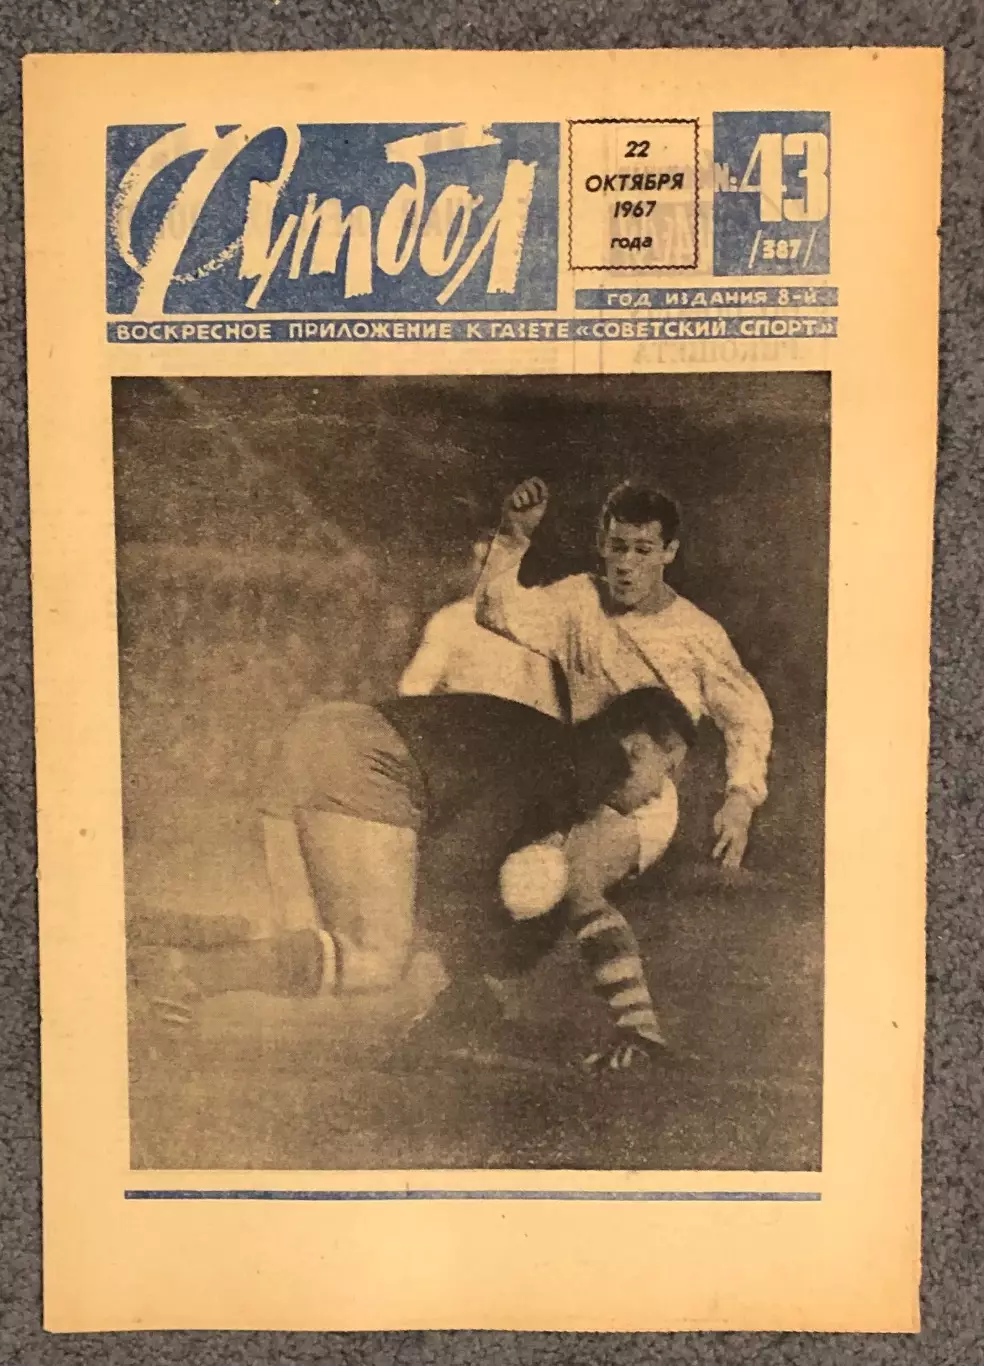 Футбол
22
ОКТЯБРЯ
1967
года
№: 43
/387/
ГОД ИЗДАНИЯ 8-й
ВОСКРЕСНОЕ ПРИЛОЖЕНИЕ К ГАЗЕТЕ «СОВЕТСКИЙ СПОРТ»